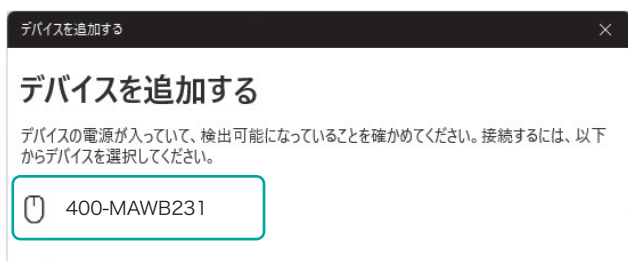 デバイスを追加する
デバイスを追加する
デバイスの電源が入っていて、検出可能になっていることを確かめてください。接続するには、以下
からデバイスを選択してください。
400-MAWB231